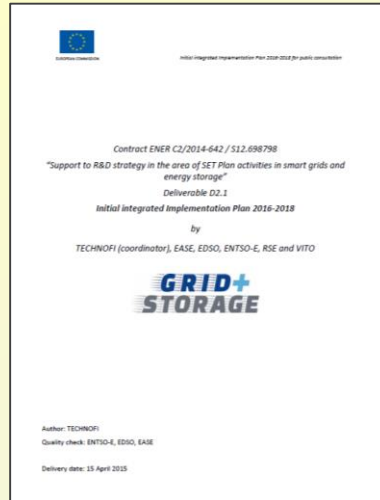 EUROPEAN COMMISSION
Initial integrated Implementation Plan 2016-2018 for public consultation
Contract ENER C2/2014-642 / S12.698798
"Support to R&D strategy in the area of SET Plan activities in smart grids and
energy storage"
Deliverable D2.1
Initial integrated Implementation Plan 2016-2018
by
TECHNOFI (coordinator), EASE, EDSO, ENTSO-E, RSE and VITO
GRID+
STORAGE
Author: TECHNOFI
Quality check: ENTSO-E, EDSO, EASE
Delivery date: 15 April 2015